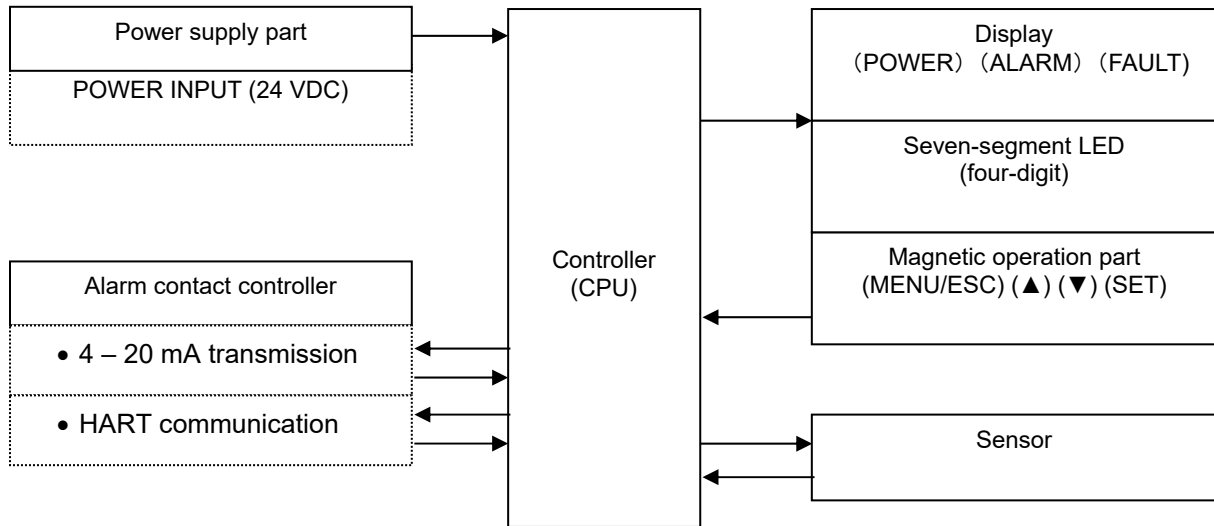 Power supply part
POWER INPUT (24 VDC)
Alarm contact controller
• 4 – 20 mA transmission
• HART communication
Controller
(CPU)
Display
（POWER）（ALARM）（FAULT）
Seven-segment LED
(four-digit)
Magnetic operation part
(MENU/ESC) (▲) (▼) (SET)
Sensor